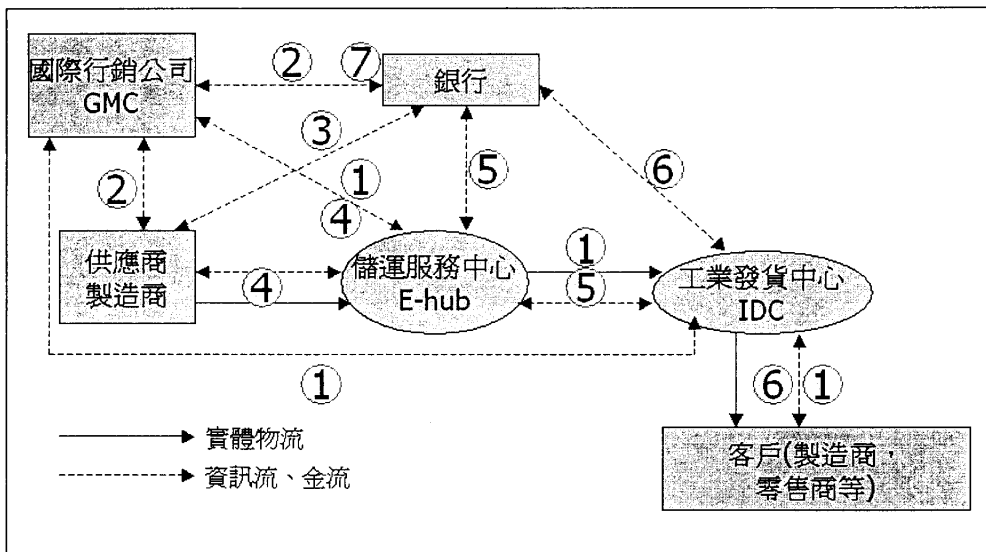 國際行銷公司
GMC
② ⑦
銀行
③
②
①
④
⑤
⑥
供應商
製造商
④
儲運服務中心
E-hub
①
⑤
工業發貨中心
IDC
①
⑥ ①
實體物流
資訊流、金流
客戶(製造商,
零售商等)